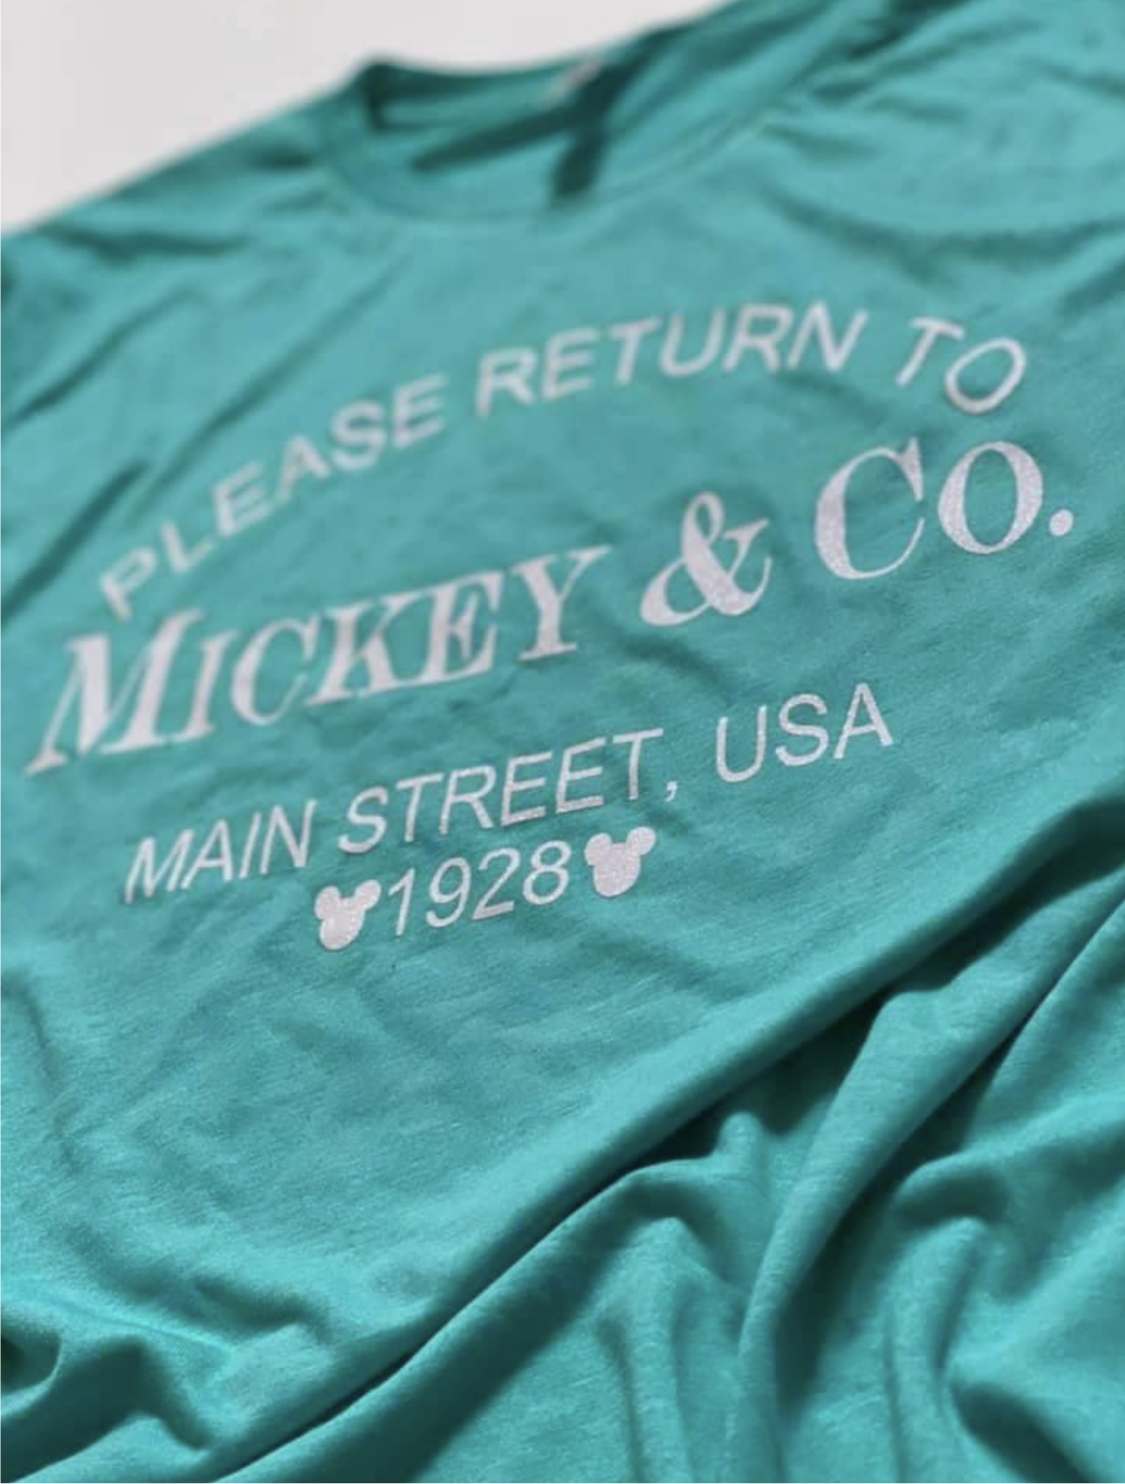 PLEASE RETURN TO
MICKEY & CO.
MAIN STREET, USA
1928